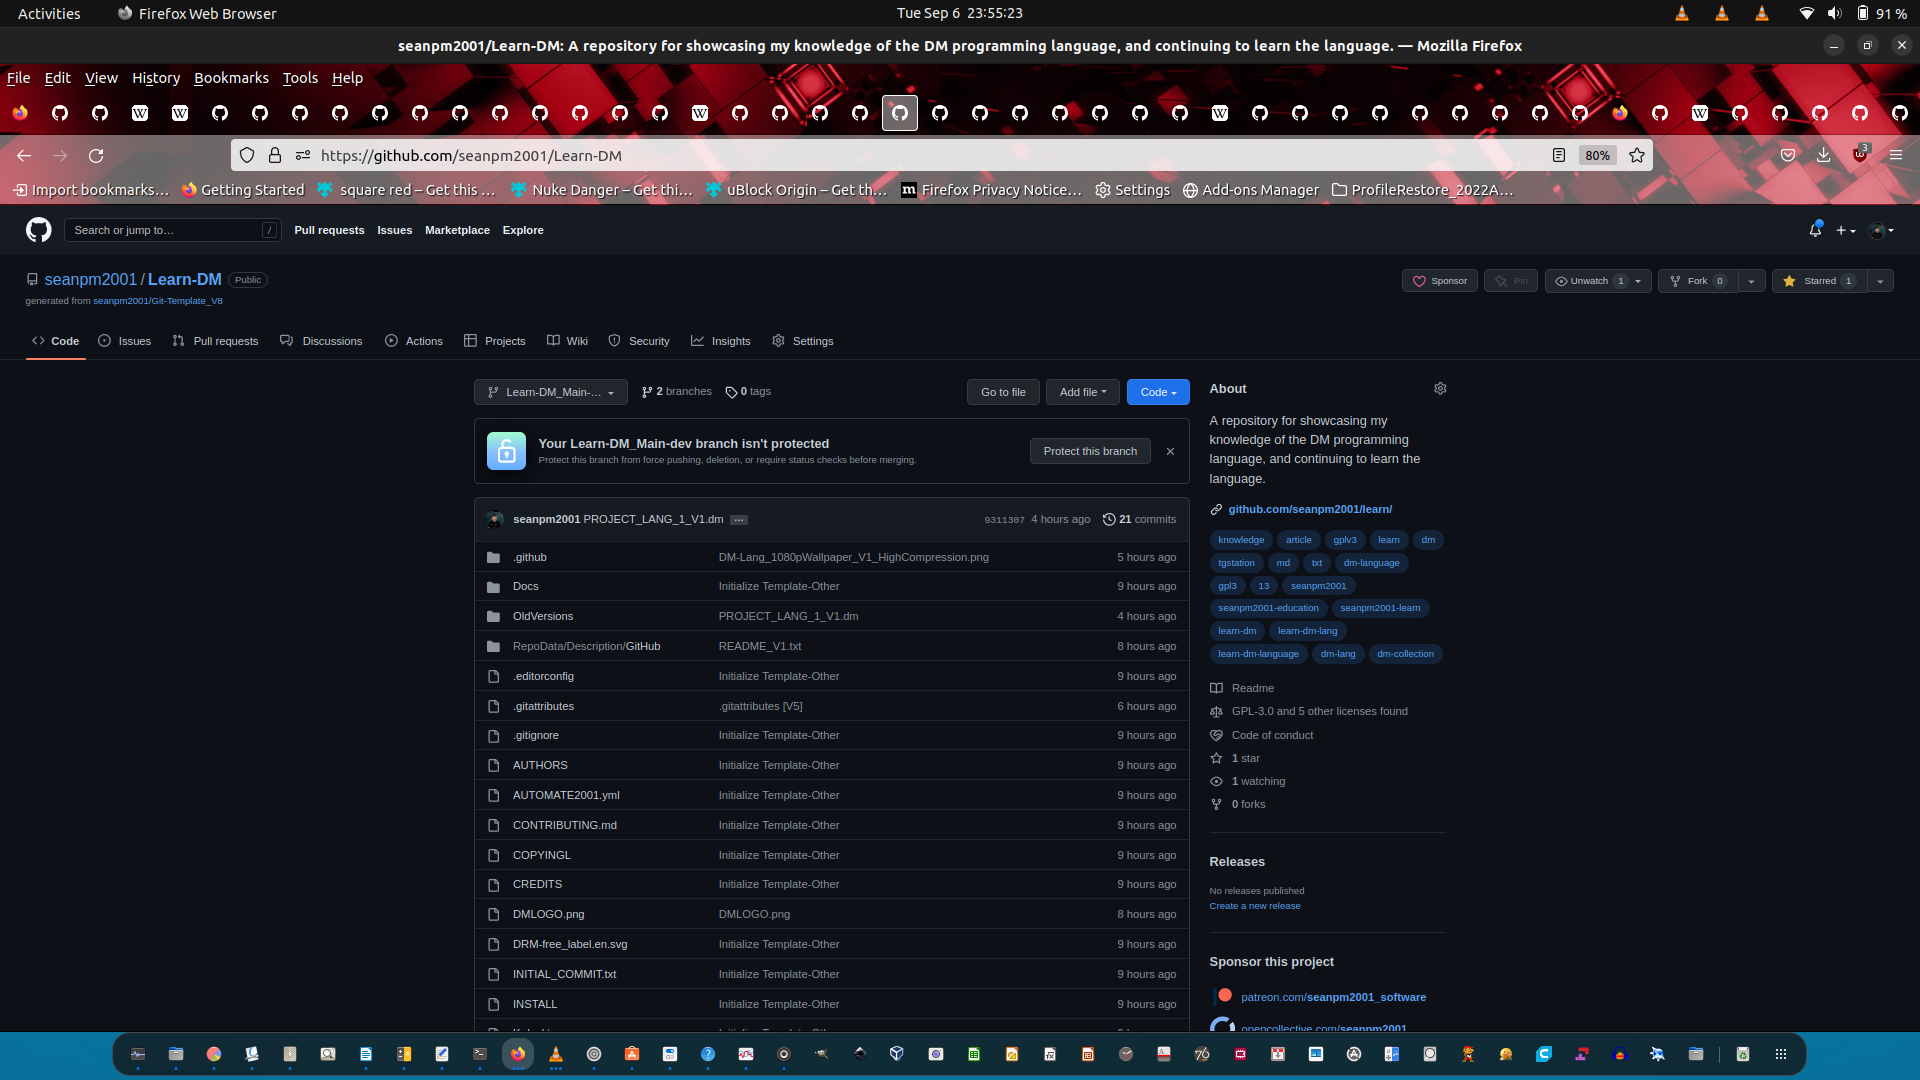 Activities Firefox Web Browser Tue Sep 6 23:55:23 91 %
seanpm2001/Learn-DM: A repository for showcasing my knowledge of the DM programming language, and continuing to learn the language. — Mozilla Firefox
File Edit View History Bookmarks Tools Help
https://github.com/seanpm2001/Learn-DM 80% 3
Import bookmarks… Getting Started square red – Get this … Nuke Danger – Get thi… uBlock Origin – Get th… Firefox Privacy Notice… Settings Add-ons Manager ProfileRestore_2022A…
Search or jump to… / Pull requests Issues Marketplace Explore
seanpm2001 / Learn-DM Public Sponsor Pin Unwatch 1 Fork 0 Starred 1
generated from seanpm2001/Git-Template_V8
Code Issues Pull requests Discussions Actions Projects Wiki Security Insights Settings
Learn-DM_Main-… 2 branches 0 tags Go to file Add file Code
Your Learn-DM_Main-dev branch isn't protected
Protect this branch from force pushing, deletion, or require status checks before merging.
Protect this branch
seanpm2001 PROJECT_LANG_1_V1.dm … 9311307 4 hours ago 21 commits
.github DM-Lang_1080pWallpaper_V1_HighCompression.png 5 hours ago
Docs Initialize Template-Other 9 hours ago
OldVersions PROJECT_LANG_1_V1.dm 4 hours ago
RepoData/Description/GitHub README_V1.txt 8 hours ago
.editorconfig Initialize Template-Other 9 hours ago
.gitattributes .gitattributes [V5] 6 hours ago
.gitignore Initialize Template-Other 9 hours ago
AUTHORS Initialize Template-Other 9 hours ago
AUTOMATE2001.yml Initialize Template-Other 9 hours ago
CONTRIBUTING.md Initialize Template-Other 9 hours ago
COPYINGL Initialize Template-Other 9 hours ago
CREDITS Initialize Template-Other 9 hours ago
DMLOGO.png DMLOGO.png 8 hours ago
DRM-free_label.en.svg Initialize Template-Other 9 hours ago
INITIAL_COMMIT.txt Initialize Template-Other 9 hours ago
INSTALL Initialize Template-Other 9 hours ago
About
A repository for showcasing my
knowledge of the DM programming
language, and continuing to learn the
language.
github.com/seanpm2001/learn/
knowledge article gplv3 learn dm
tgstation md txt dm-language
gpl3 13 seanpm2001
seanpm2001-education seanpm2001-learn
learn-dm learn-dm-lang
learn-dm-language dm-lang dm-collection
Readme
GPL-3.0 and 5 other licenses found
Code of conduct
1 star
1 watching
0 forks
Releases
No releases published
Create a new release
Sponsor this project
patreon.com/seanpm2001_software
opencollective.com/seanpm2001